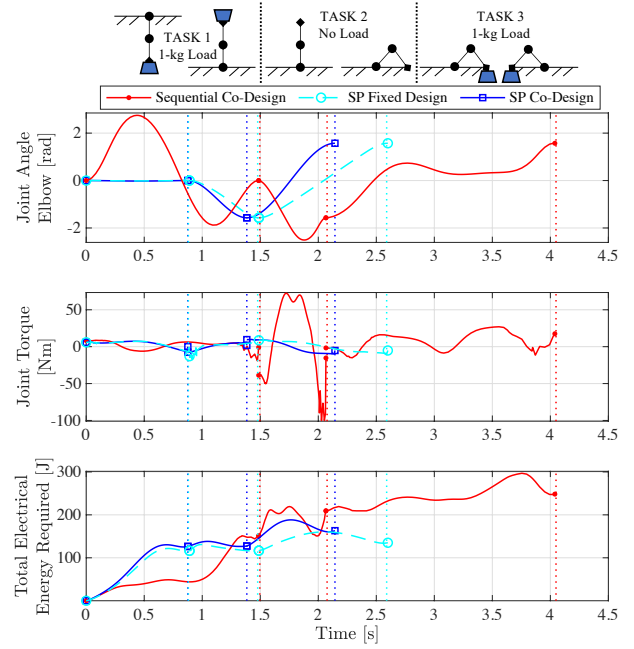 TASK 1
1-kg Load
TASK 2
No Load
TASK 3
1-kg Load
Sequential Co-Design
SP Fixed Design
SP Co-Design
Joint Angle
Elbow [rad]
2
0
-2
0
0.5
1
1.5
2
2.5
3
3.5
4
4.5
Joint Torque
[Nm]
50
0
-50
-100
0
0.5
1
1.5
2
2.5
3
3.5
4
4.5
Total Electrical
Energy Required [J]
300
200
100
0
0
0.5
1
1.5
2
2.5
3
3.5
4
4.5
Time [s]